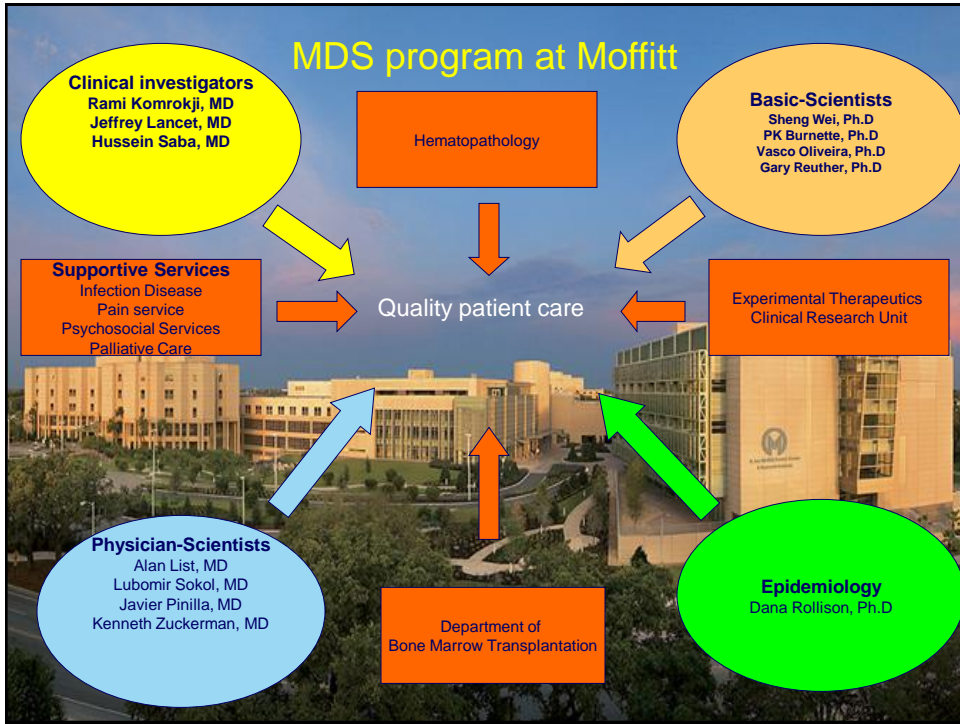 MDS program at Moffitt
Clinical investigators
Rami Komrokji, MD
Jeffrey Lancet, MD
Hussein Saba, MD
Hematopathology
Basic-Scientists
Sheng Wei, Ph.D
PK Burnette, Ph.D
Vasco Oliveira, Ph.D
Gary Reuther, Ph.D
Supportive Services
Infection Disease
Pain service
Psychosocial Services
Palliative Care
Quality patient care
Experimental Therapeutics
Clinical Research Unit
Physician-Scientists
Alan List, MD
Lubomir Sokol, MD
Javier Pinilla, MD
Kenneth Zuckerman, MD
Department of
Bone Marrow Transplantation
Epidemiology
Dana Rollison, Ph.D